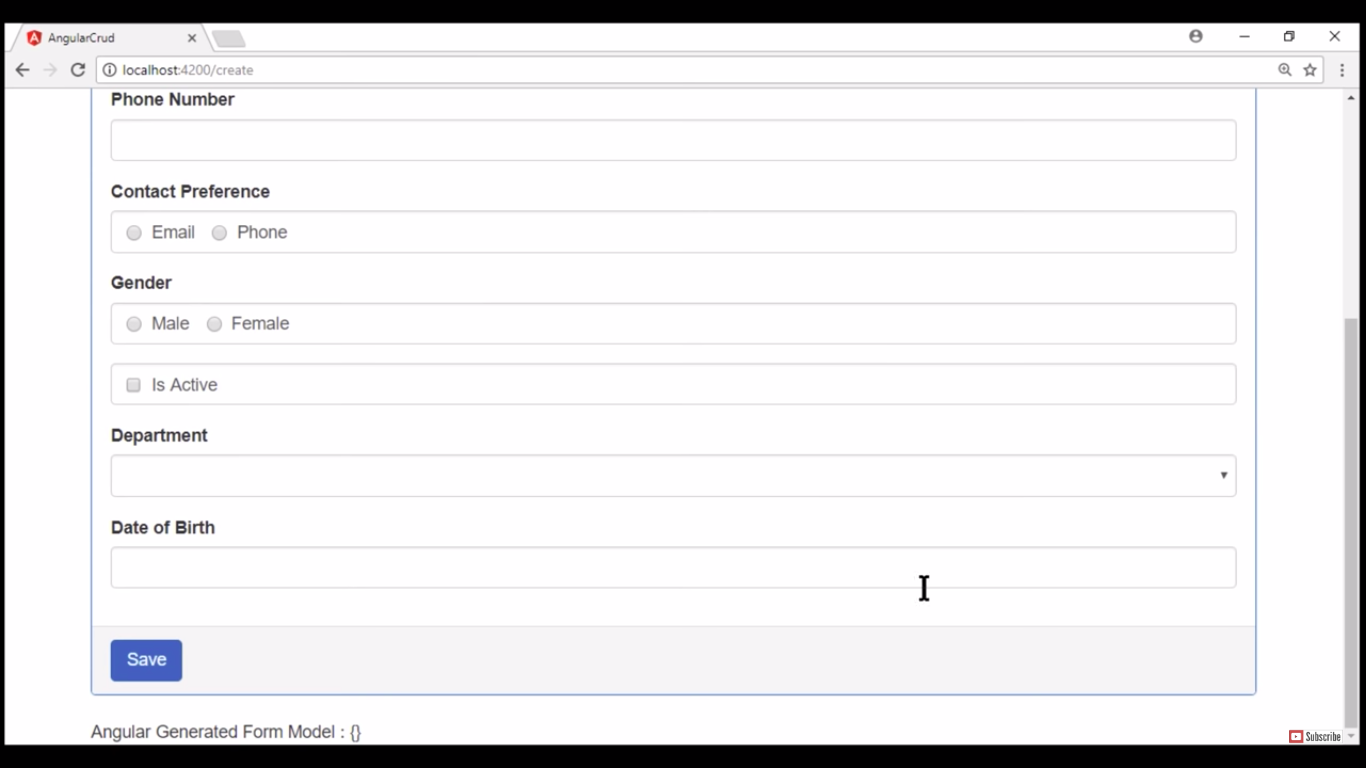 AngularCrud
localhost:4200/create
Phone Number
Contact Preference
Email Phone
Gender
Male Female
Is Active
Department
Date of Birth
Save
Angular Generated Form Model : {}
Subscribe